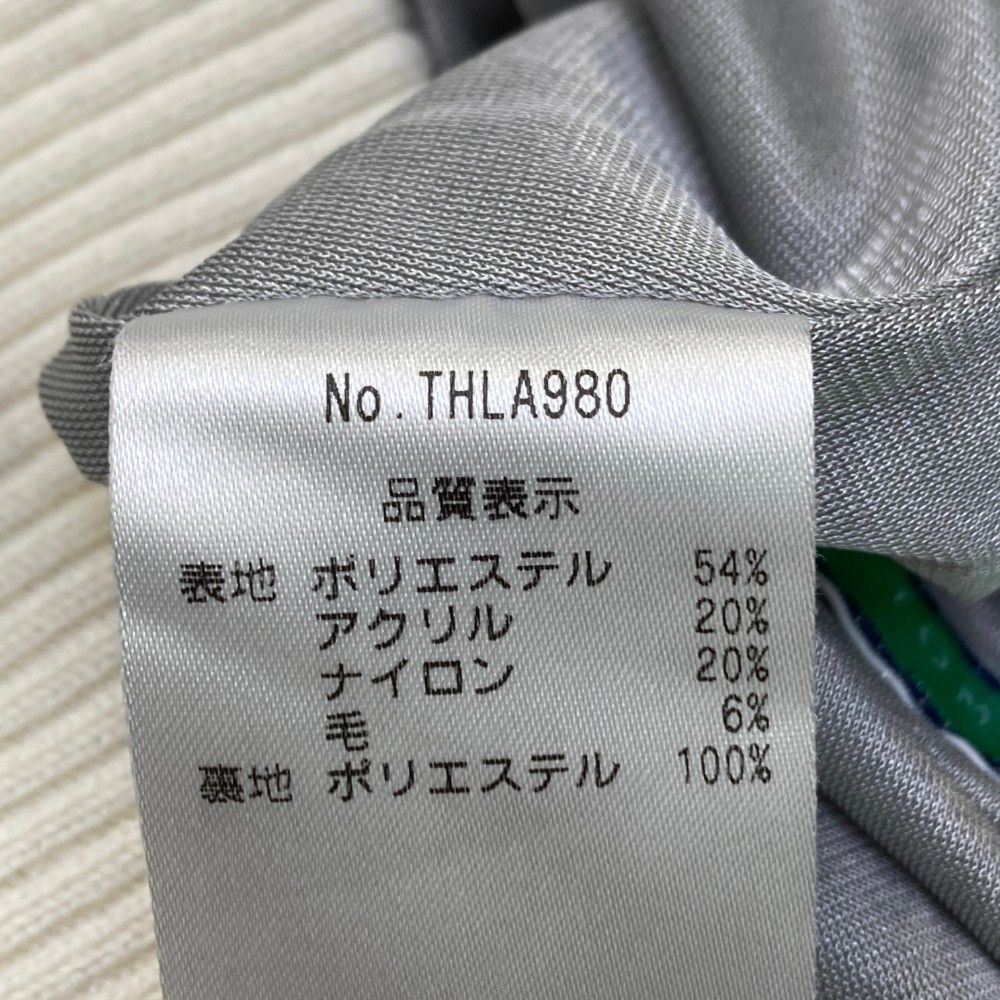 No.THLA980
品質表示
表地 ポリエステル 54%
アクリル 20%
ナイロン 20%
毛 6%
裏地 ポリエステル 100%